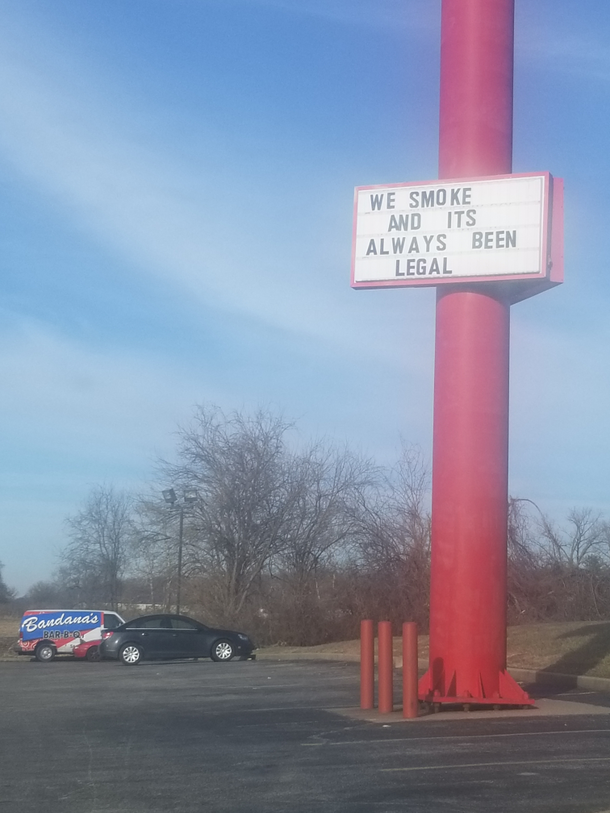 WE SMOKE
AND ITS
ALWAYS BEEN
LEGAL
Bandana's
BAR-B-Q